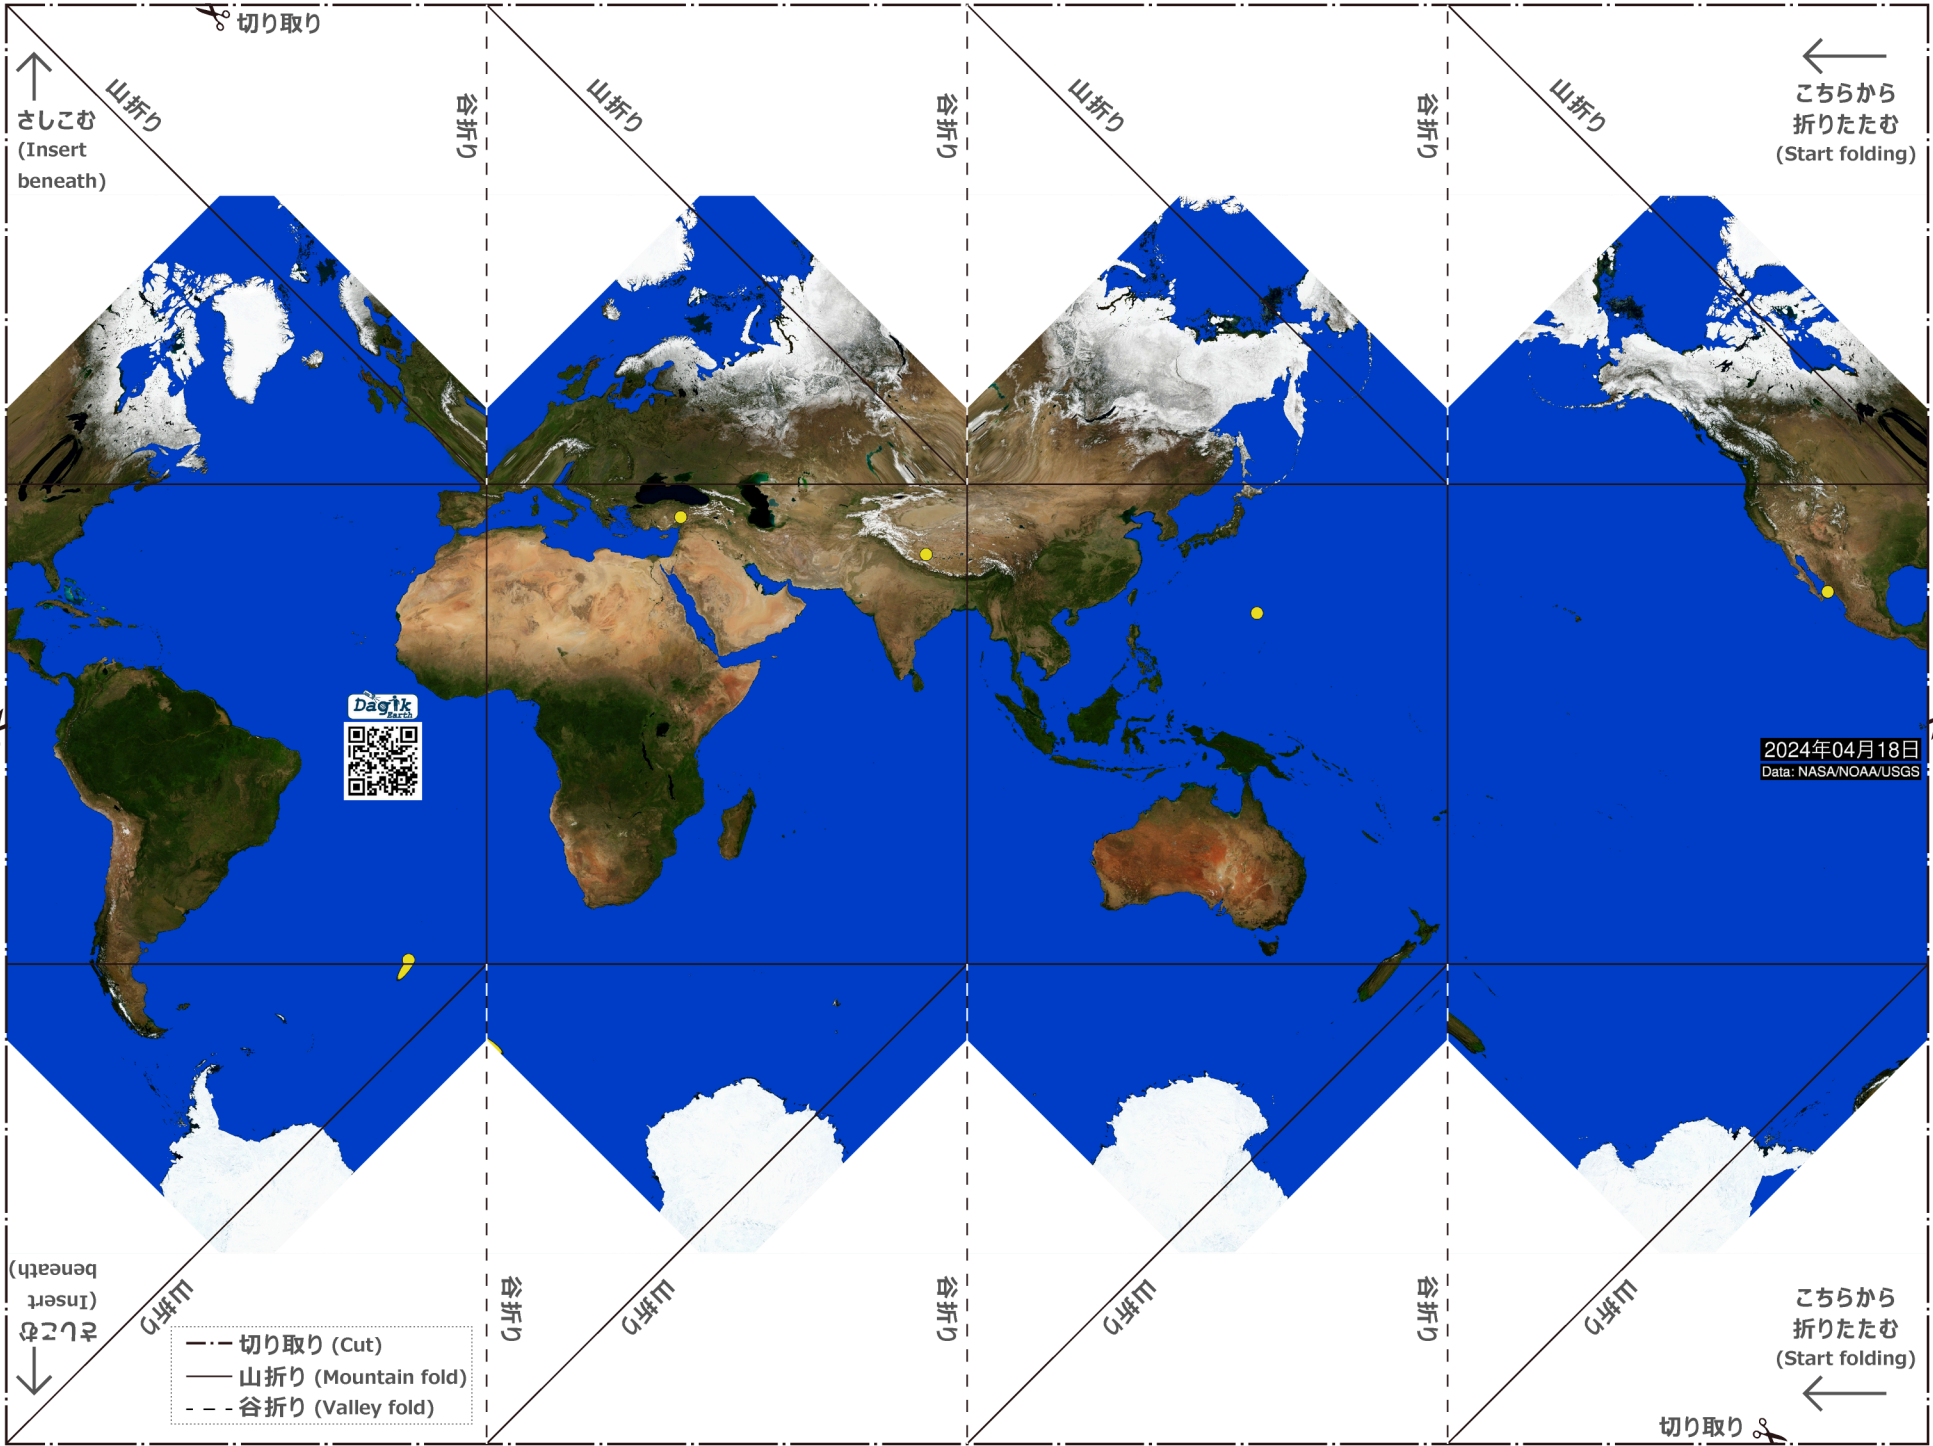 切り取り
さしこむ
(Insert
beneath)
山折り
谷折り
山折り
谷折り
山折り
谷折り
山折り
こちらから
折りたたむ
(Start folding)
Dagik
Earth
2024年04月18日
Data: NASA/NOAA/USGS
さしこむ
(Insert
beneath)
山折り
谷折り
山折り
谷折り
山折り
谷折り
山折り
こちらから
折りたたむ
(Start folding)
切り取り (Cut)
山折り (Mountain fold)
谷折り (Valley fold)
切り取り